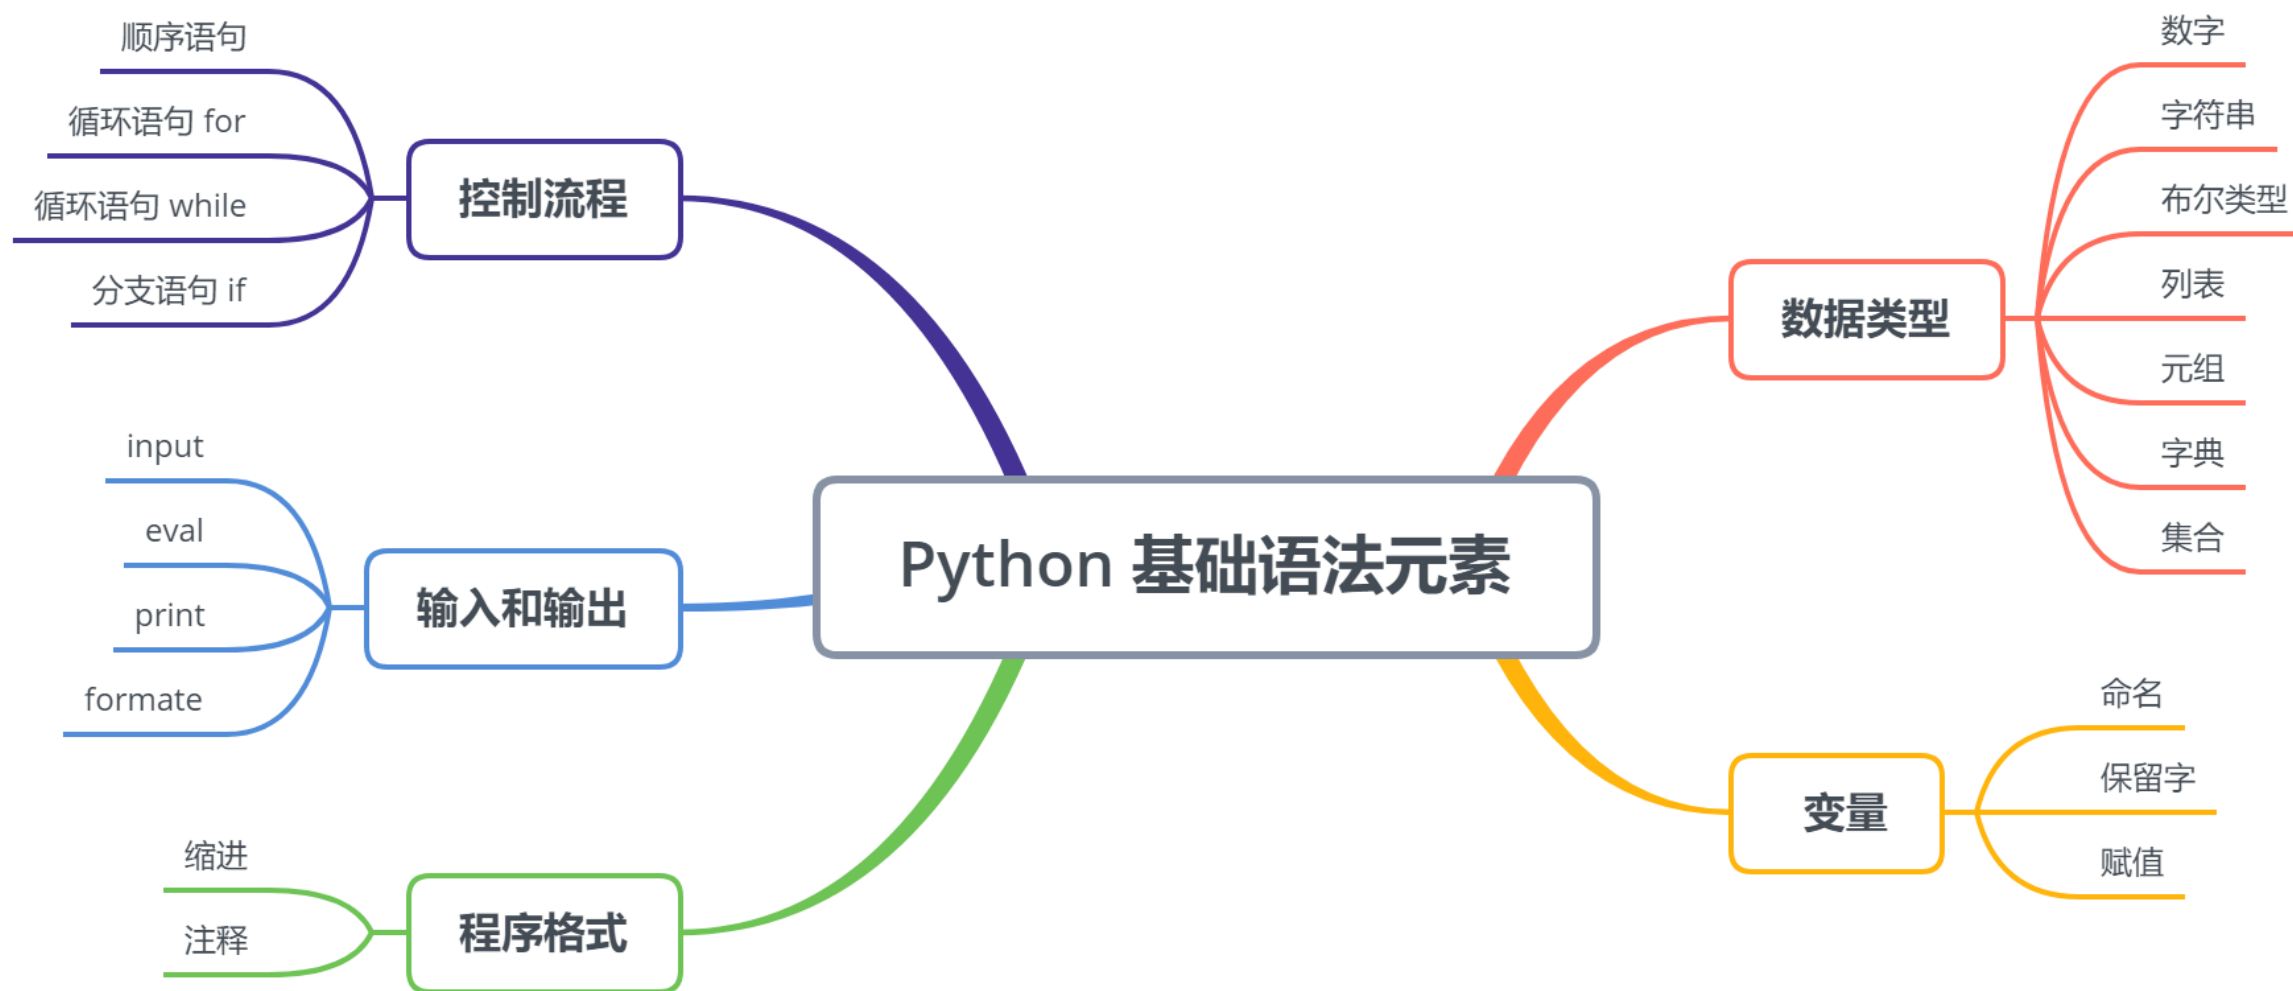 Python 基础语法元素
数据类型
数字
字符串
布尔类型
列表
元组
字典
集合
变量
命名
保留字
赋值
控制流程
顺序语句
循环语句 for
循环语句 while
分支语句 if
输入和输出
input
eval
print
formate
程序格式
缩进
注释